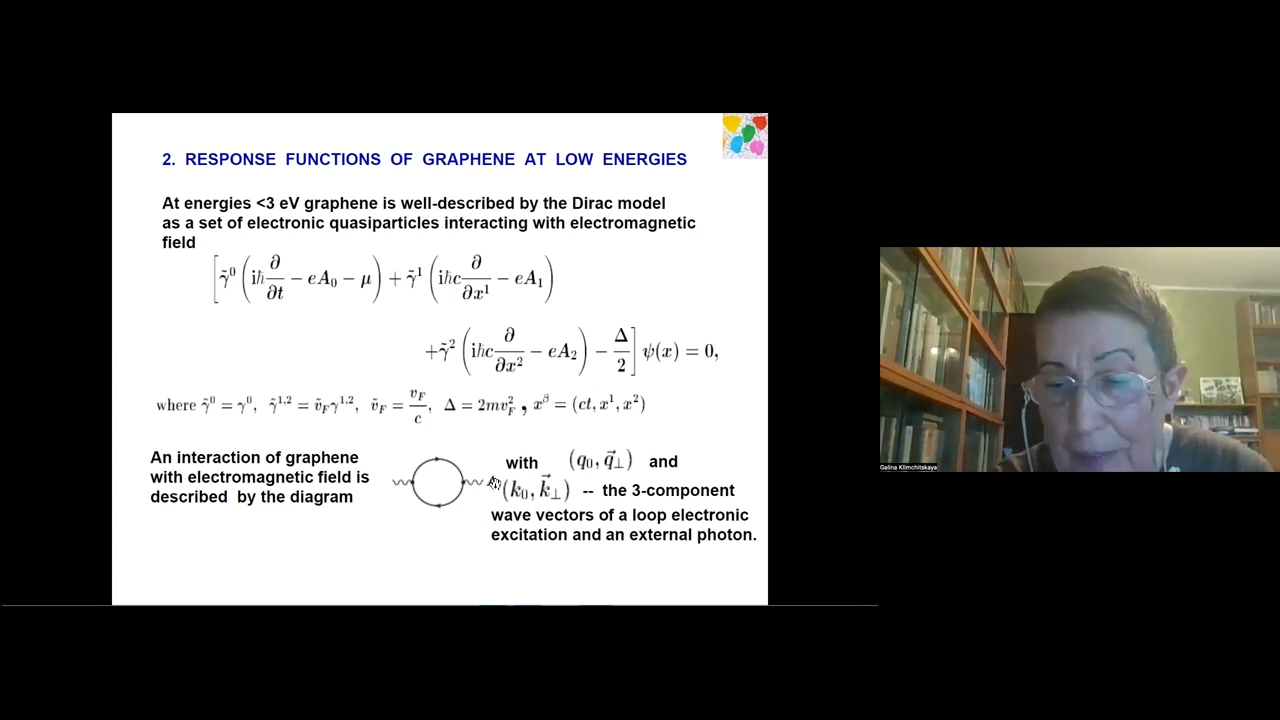 2. RESPONSE FUNCTIONS OF GRAPHENE AT LOW ENERGIES
At energies <3 eV graphene is well-described by the Dirac model
as a set of electronic quasiparticles interacting with electromagnetic
field
[γ̃⁰ (iħ ∂/∂t − eA₀ − μ) + γ̃¹ (iħc ∂/∂x¹ − eA₁)
+γ̃² (iħc ∂/∂x² − eA₂) − Δ/2] ψ(x) = 0,
where γ̃⁰ = γ⁰, γ̃¹,² = ṽ_F γ¹,², ṽ_F = v_F/c, Δ = 2mv_F², x^β = (ct, x¹, x²)
An interaction of graphene
with electromagnetic field is
described by the diagram
with (q₀, q⃗⊥) and
(k₀, k⃗⊥) -- the 3-component
wave vectors of a loop electronic
excitation and an external photon.
Galina Klimchitskaya